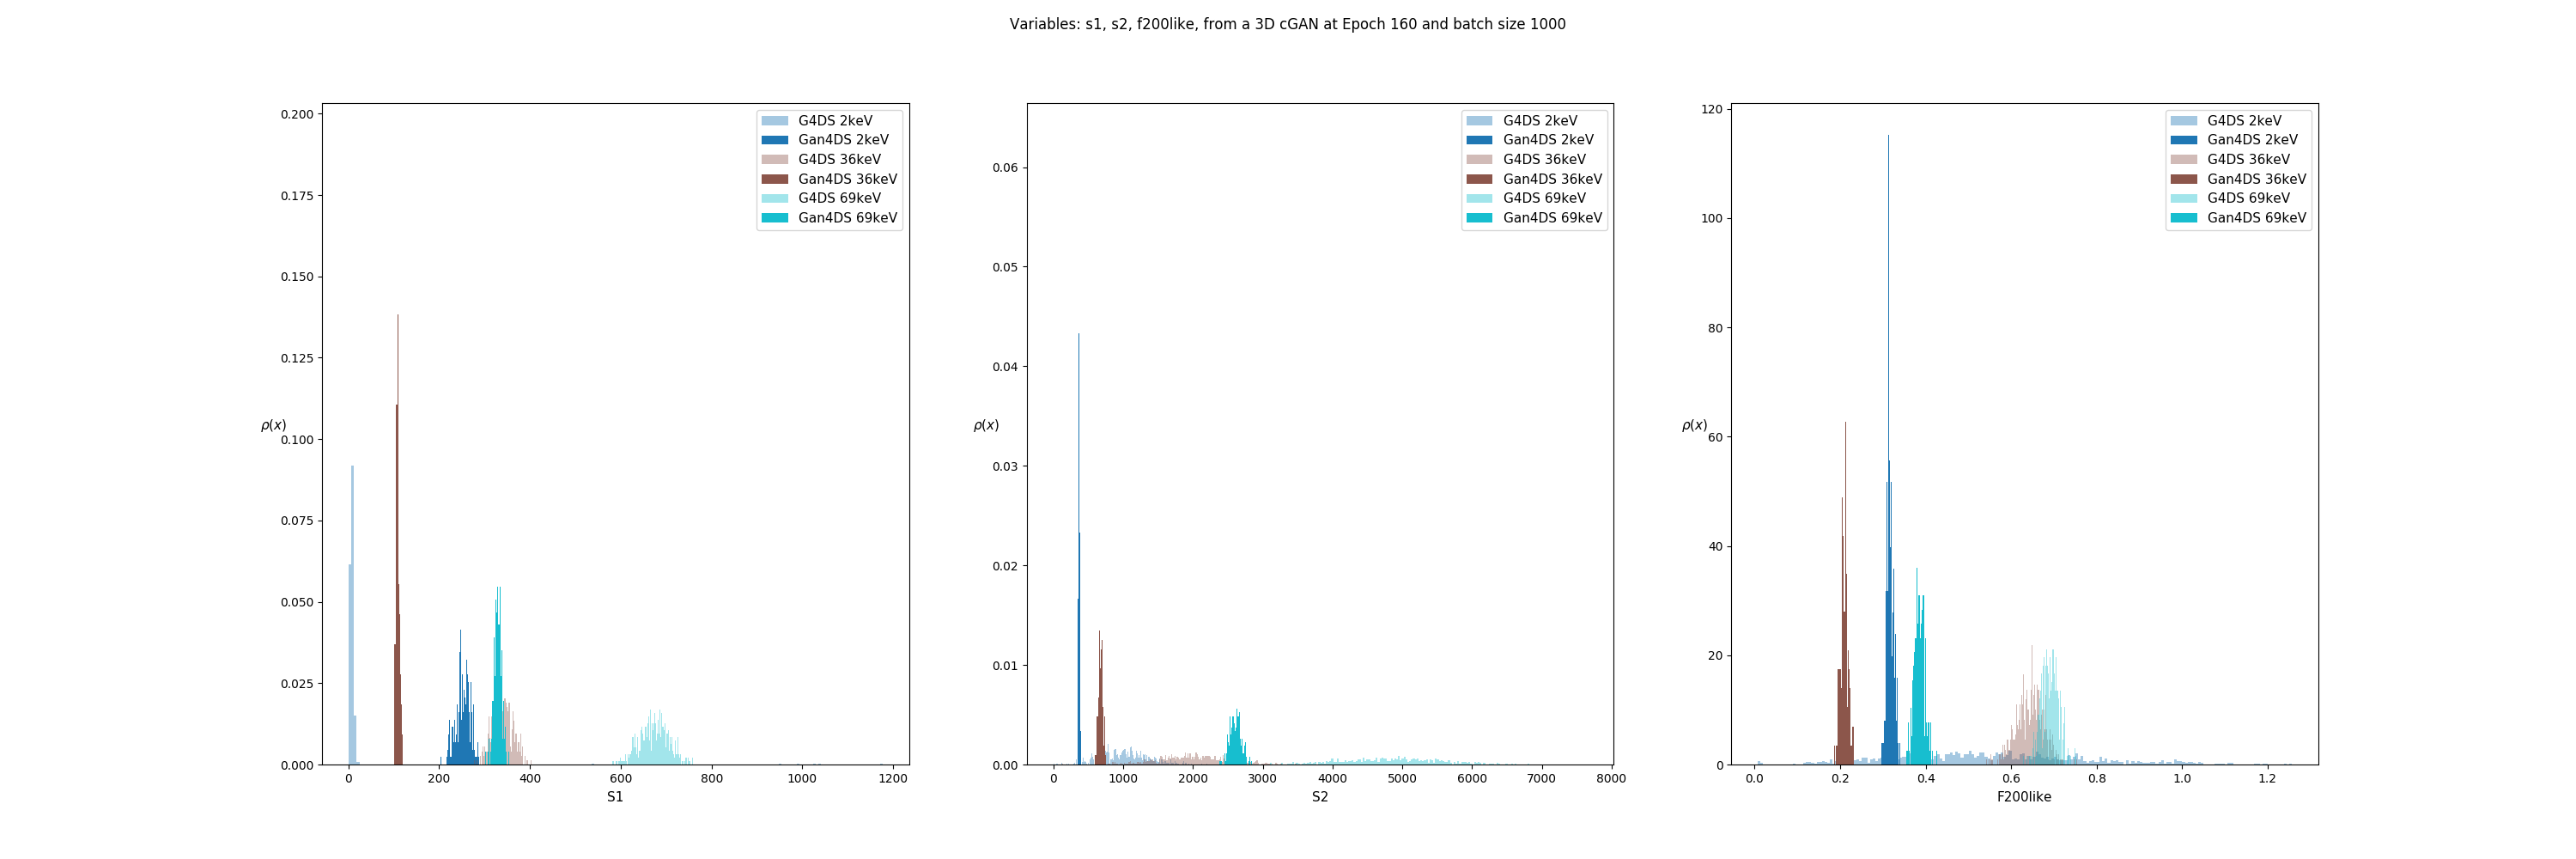 Variables: s1, s2, f200like, from a 3D cGAN at Epoch 160 and batch size 1000
G4DS 2keV
Gan4DS 2keV
G4DS 36keV
Gan4DS 36keV
G4DS 69keV
Gan4DS 69keV
0.200
0.175
0.150
0.125
0.100
0.075
0.050
0.025
0.000
ρ(x)
0
200
400
600
800
1000
1200
S1
G4DS 2keV
Gan4DS 2keV
G4DS 36keV
Gan4DS 36keV
G4DS 69keV
Gan4DS 69keV
0.06
0.05
0.04
0.03
0.02
0.01
0.00
ρ(x)
0
1000
2000
3000
4000
5000
6000
7000
8000
S2
G4DS 2keV
Gan4DS 2keV
G4DS 36keV
Gan4DS 36keV
G4DS 69keV
Gan4DS 69keV
120
100
80
60
40
20
0
ρ(x)
0.0
0.2
0.4
0.6
0.8
1.0
1.2
F200like